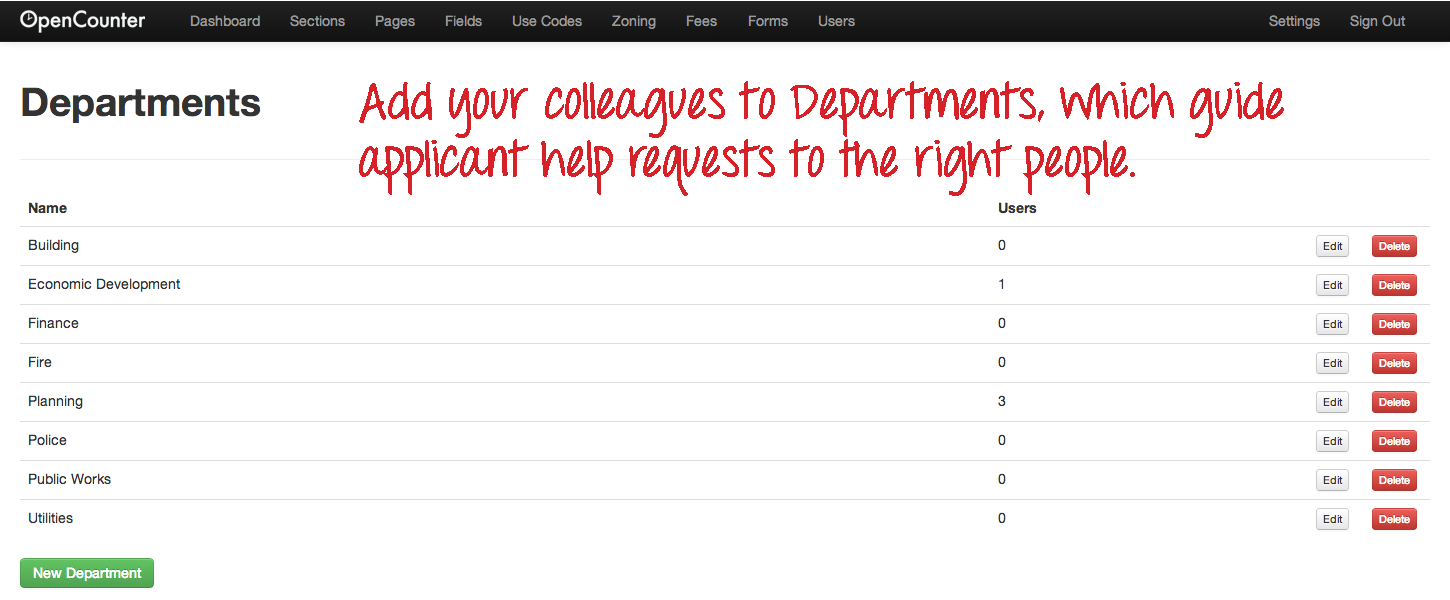 OpenCounter Dashboard Sections Pages Fields Use Codes Zoning Fees Forms Users Settings Sign Out
Departments
Add your colleagues to Departments, which guide
applicant help requests to the right people.
Name Users
Building 0 Edit Delete
Economic Development 1 Edit Delete
Finance 0 Edit Delete
Fire 0 Edit Delete
Planning 3 Edit Delete
Police 0 Edit Delete
Public Works 0 Edit Delete
Utilities 0 Edit Delete
New Department